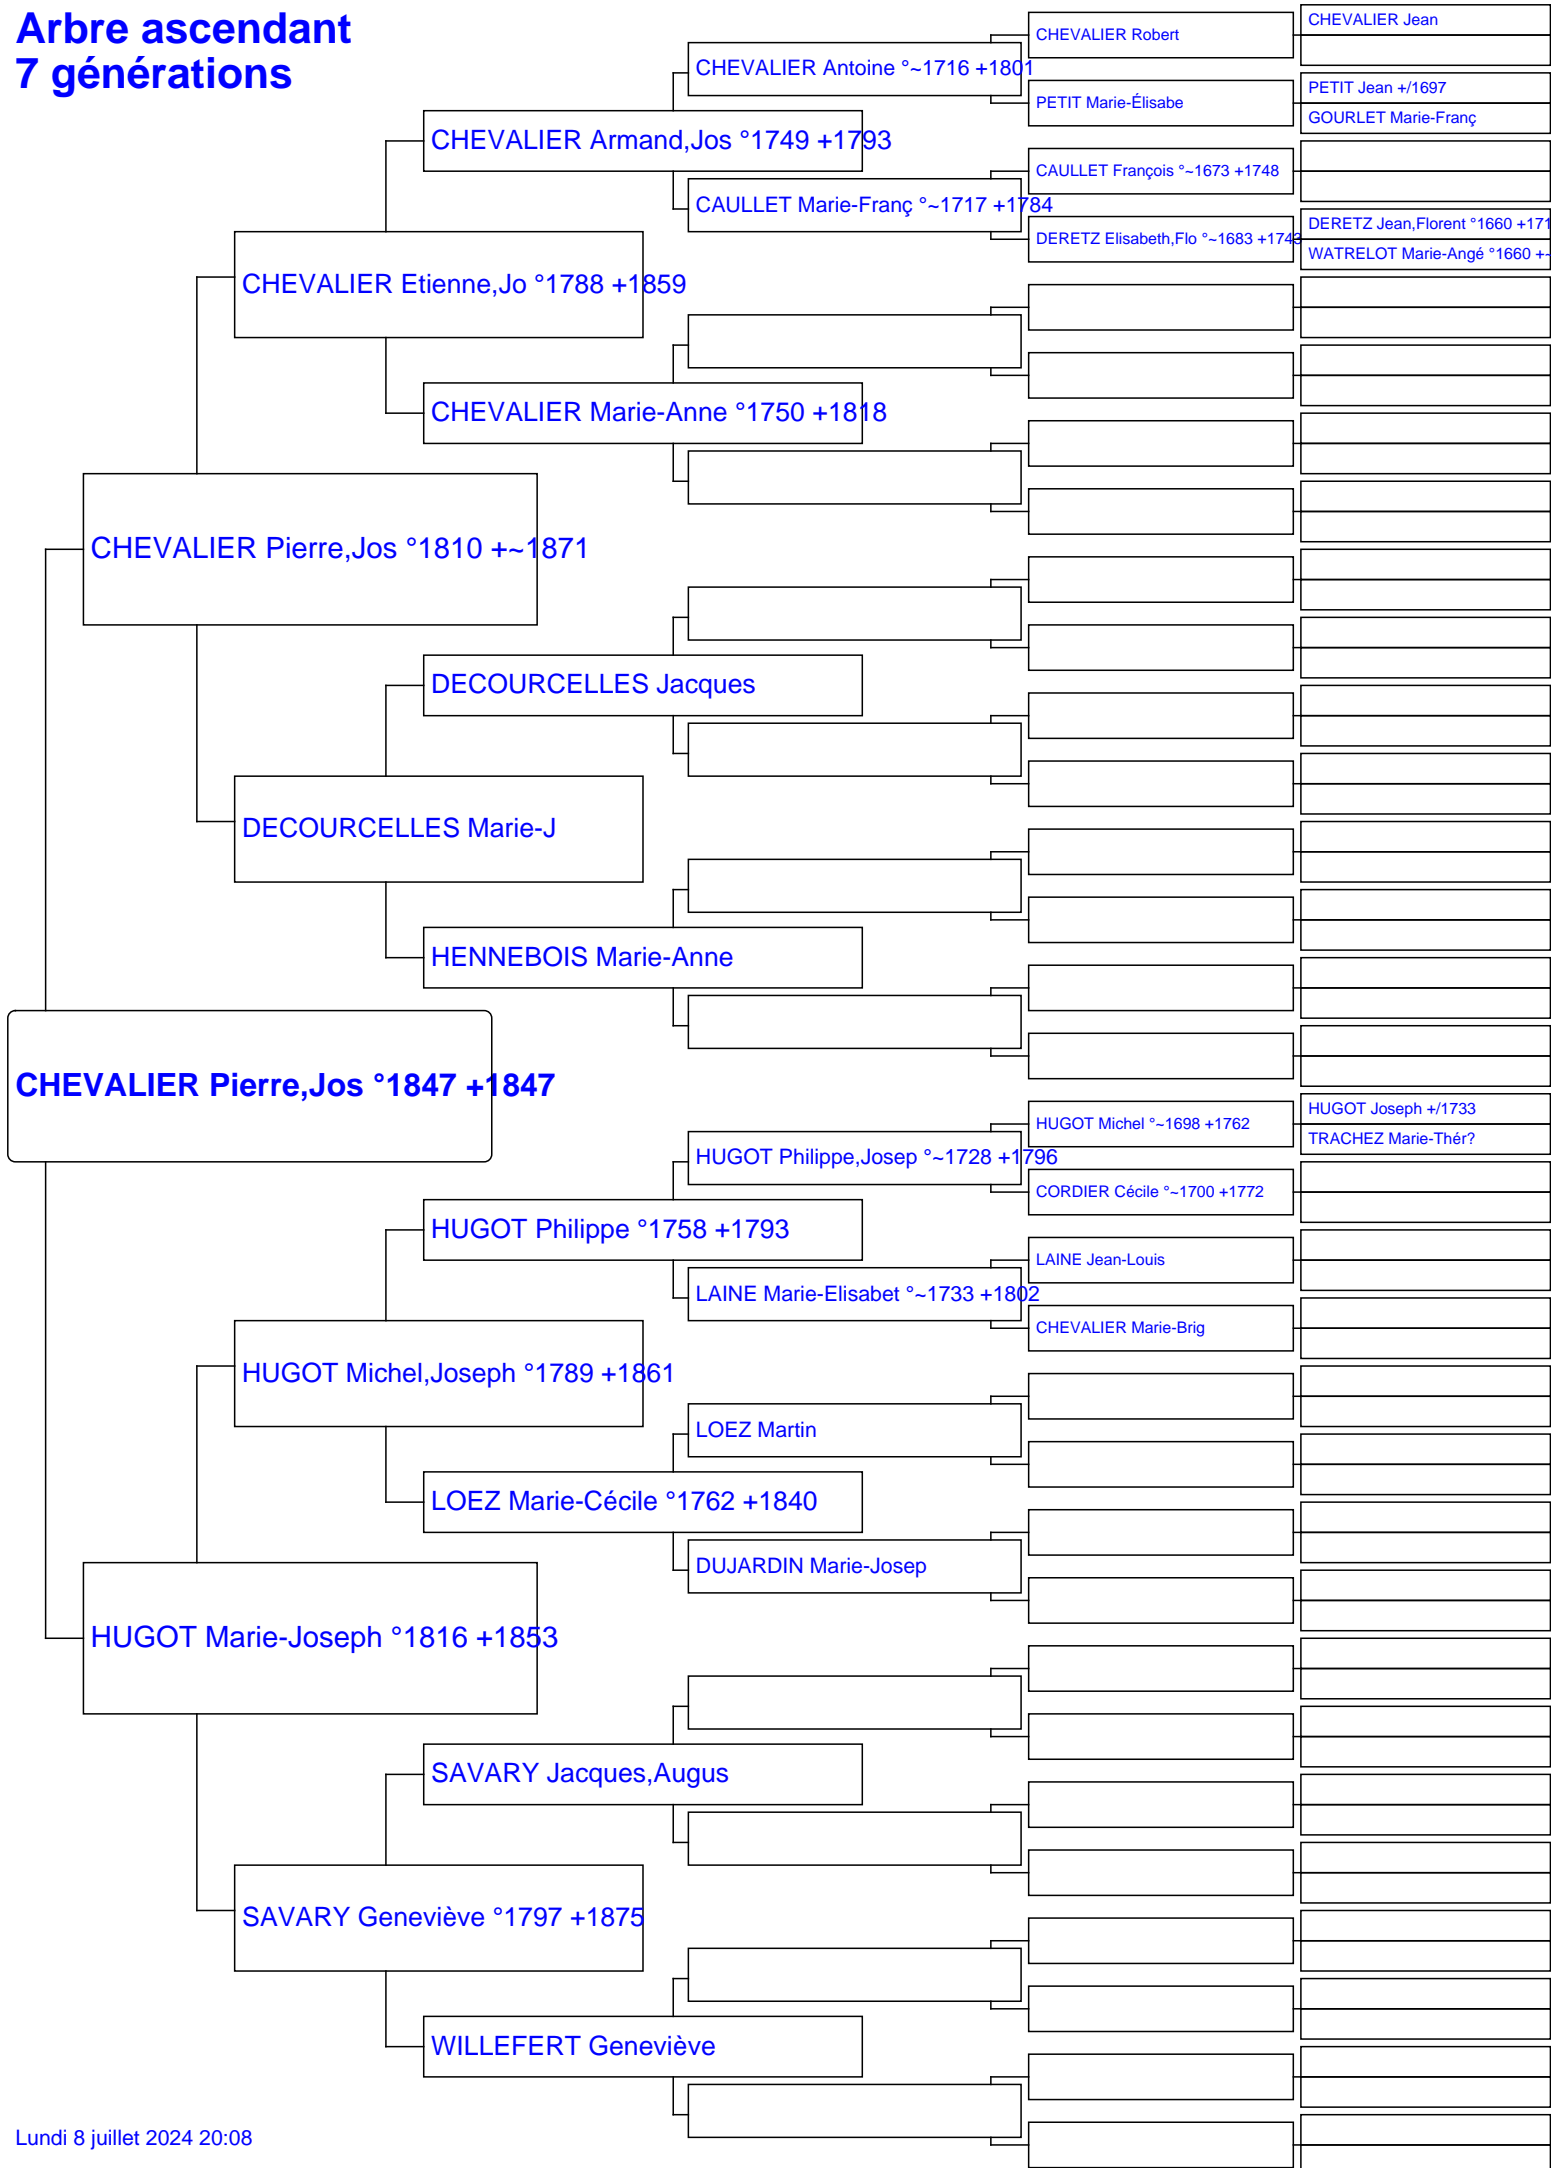 Arbre ascendant
7 générations
CHEVALIER Jean
CHEVALIER Robert
CHEVALIER Antoine °~1716 +1801
PETIT Jean +/1697
PETIT Marie-Élisabe
GOURLET Marie-Franç
CHEVALIER Armand,Jos °1749 +1793
CAULLET François °~1673 +1748
CAULLET Marie-Franç °~1717 +1784
DERETZ Jean,Florent °1660 +171
DERETZ Elisabeth,Flo °~1683 +1743
WATRELOT Marie-Angé °1660 +~
CHEVALIER Etienne,Jo °1788 +1859
CHEVALIER Marie-Anne °1750 +1818
CHEVALIER Pierre,Jos °1810 +~1871
DECOURCELLES Jacques
DECOURCELLES Marie-J
HENNEBOIS Marie-Anne
CHEVALIER Pierre,Jos °1847 +1847
HUGOT Joseph +/1733
HUGOT Michel °~1698 +1762
TRACHEZ Marie-Thér?
HUGOT Philippe,Josep °~1728 +1796
CORDIER Cécile °~1700 +1772
HUGOT Philippe °1758 +1793
LAINE Jean-Louis
LAINE Marie-Elisabet °~1733 +1802
CHEVALIER Marie-Brig
HUGOT Michel,Joseph °1789 +1861
LOEZ Martin
LOEZ Marie-Cécile °1762 +1840
DUJARDIN Marie-Josep
HUGOT Marie-Joseph °1816 +1853
SAVARY Jacques,Augus
SAVARY Geneviève °1797 +1875
WILLEFERT Geneviève
Lundi 8 juillet 2024 20:08